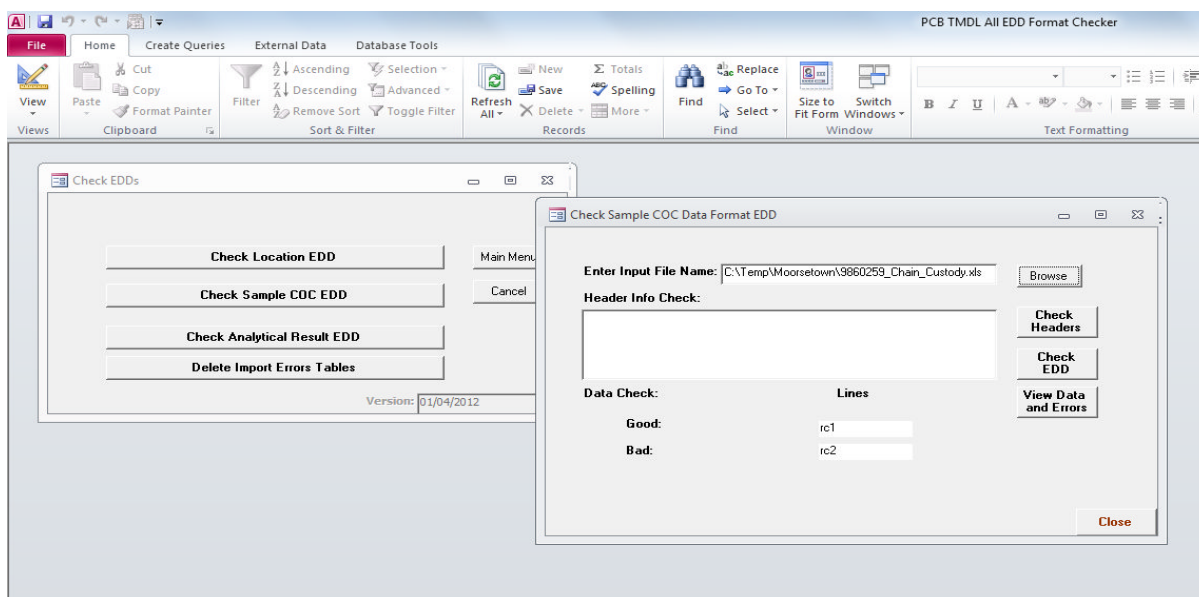 PCB TMDL All EDD Format Checker
File Home Create Queries External Data Database Tools
View Paste Cut Copy Format Painter
Filter Ascending Descending Remove Sort Selection Advanced Toggle Filter
Refresh All New Save Delete Totals Spelling More
Find Replace Go To Select
Size to Fit Form Switch Windows
B I U A
Views Clipboard Sort & Filter Records Find Window Text Formatting
Check EDDs
Check Location EDD
Main Menu
Check Sample COC EDD
Cancel
Check Analytical Result EDD
Delete Import Errors Tables
Version: 01/04/2012
Check Sample COC Data Format EDD
Enter Input File Name: C:\Temp\Moorsetown\9860259_Chain_Custody.xls Browse
Header Info Check:
Check Headers
Check EDD
Data Check: Lines
View Data and Errors
Good: rc1
Bad: rc2
Close